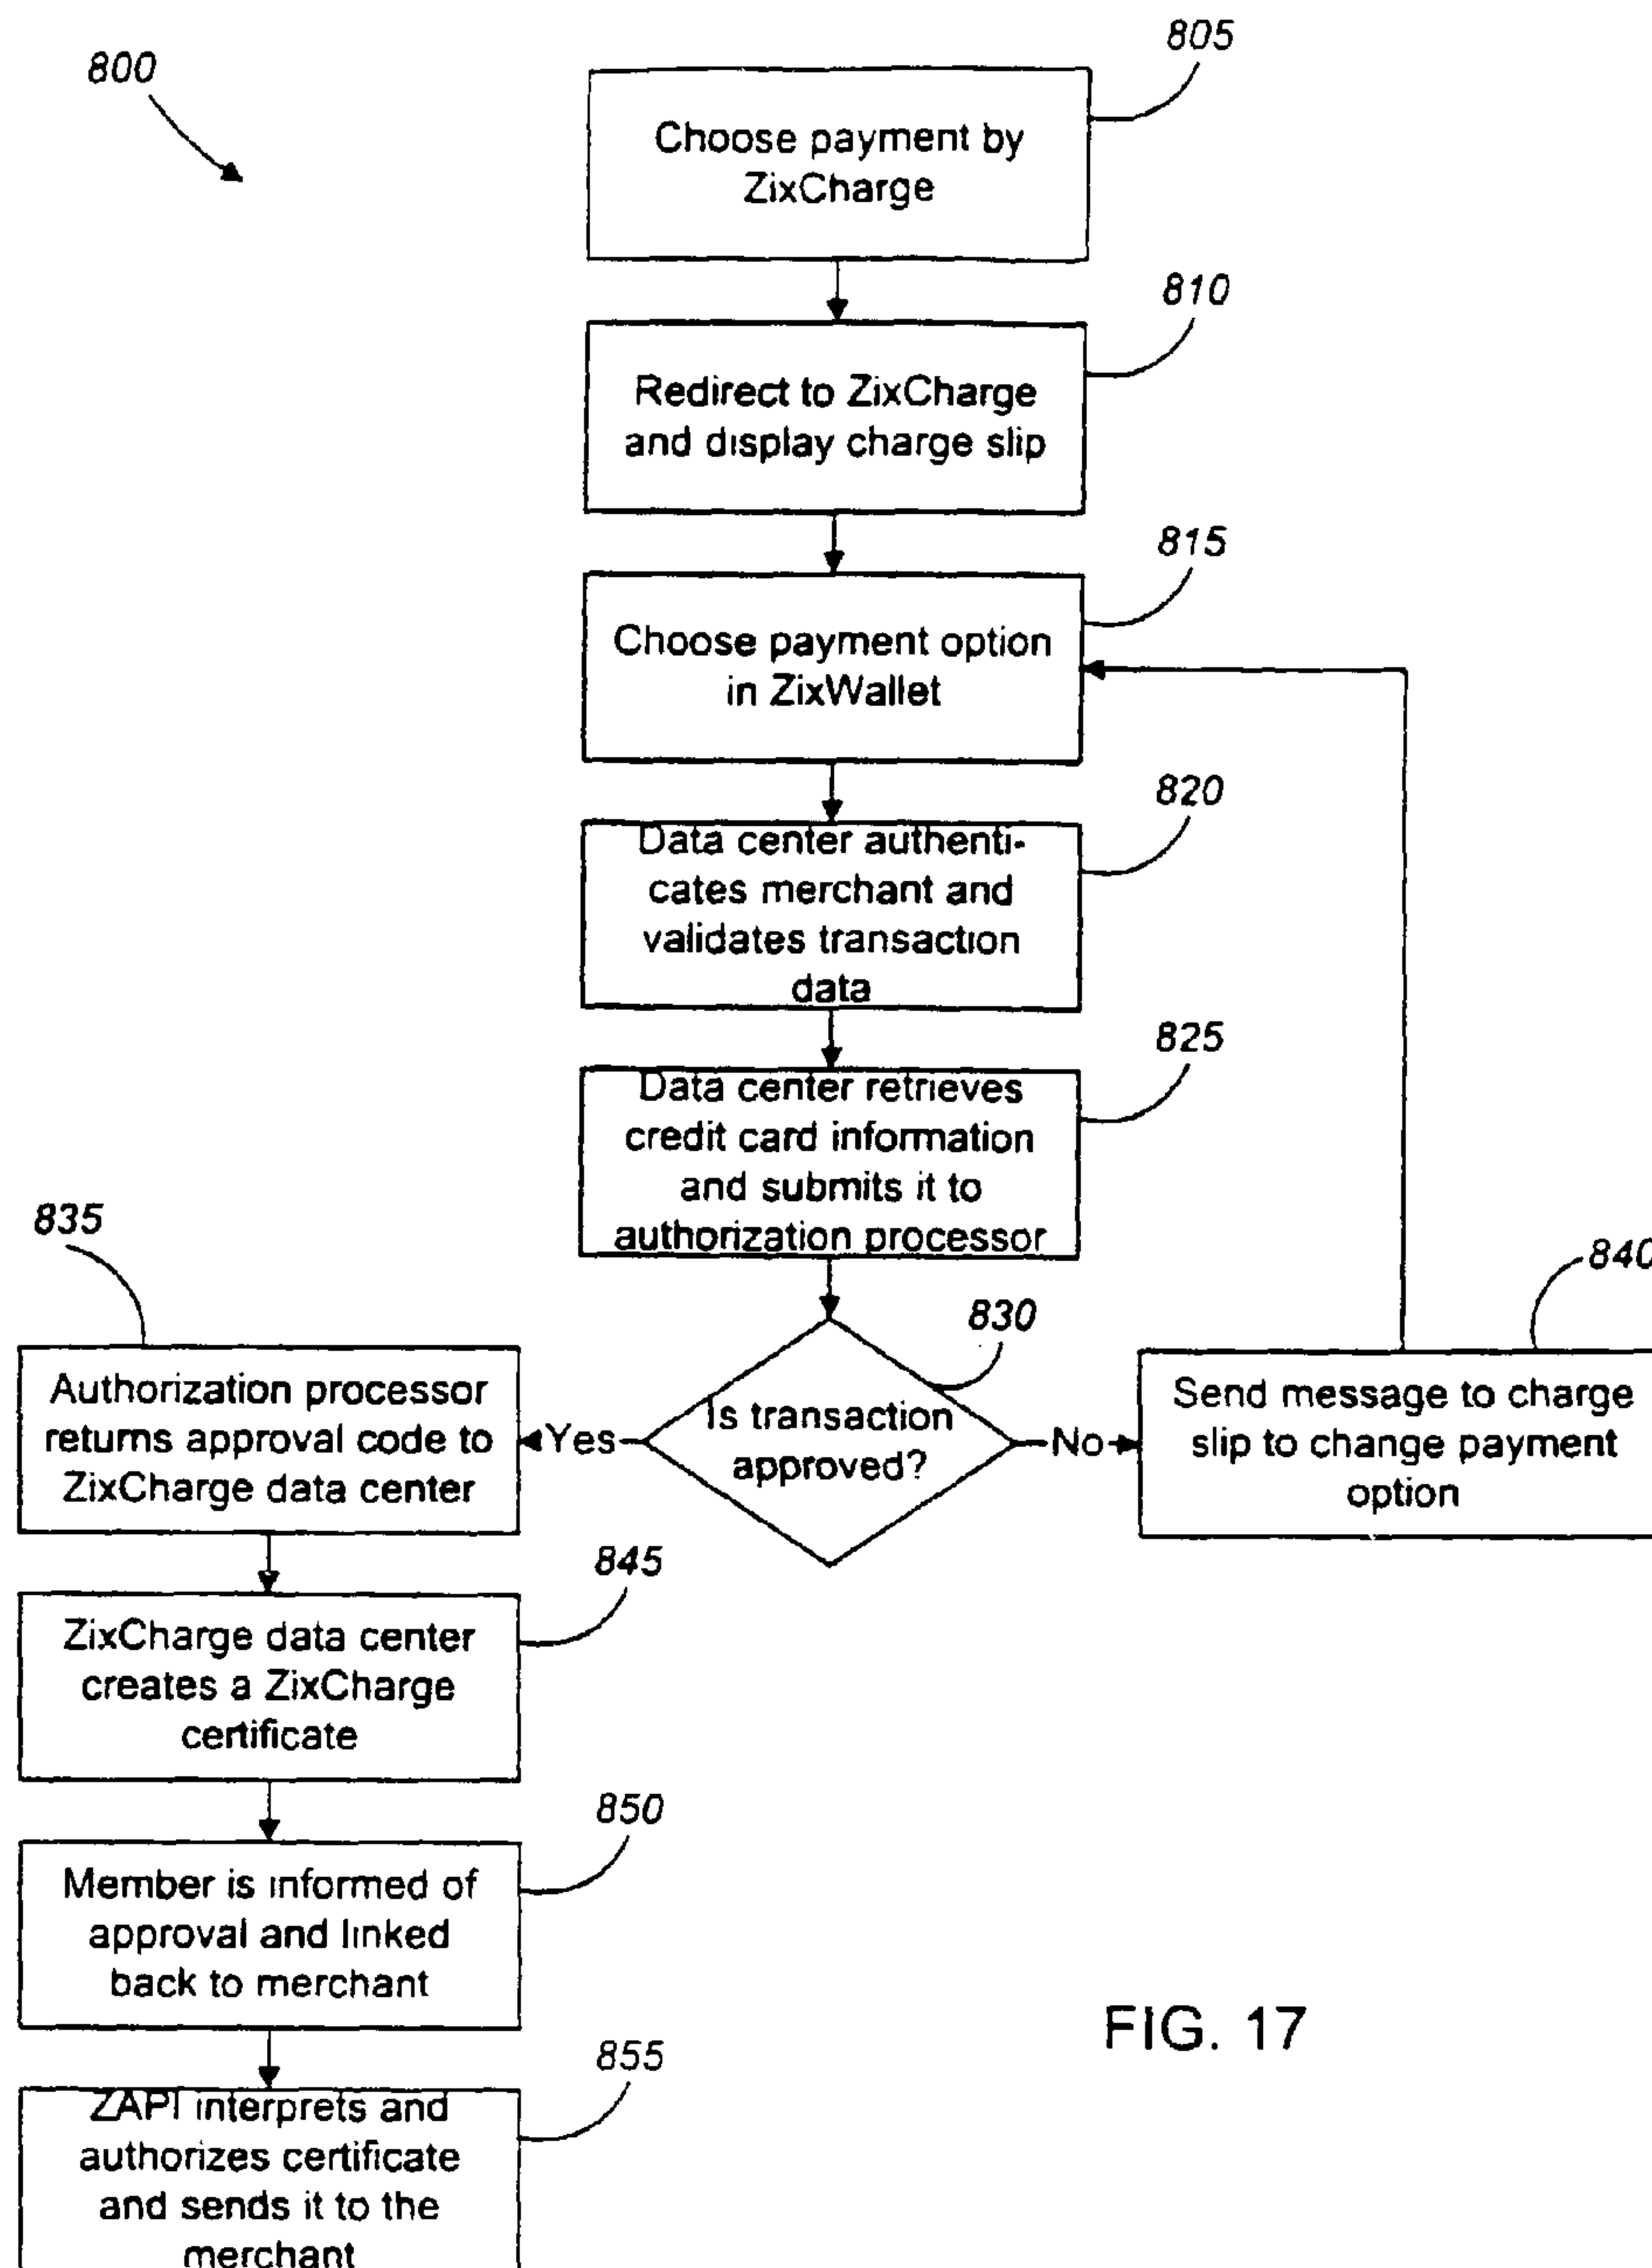 800
805
Choose payment by
ZixCharge
810
Redirect to ZixCharge
and display charge slip
815
Choose payment option
in ZixWallet
820
Data center authenti-
cates merchant and
validates transaction
data
825
Data center retrieves
credit card information
and submits it to
authorization processor
830
Is transaction
approved?
Yes
No
835
Authorization processor
returns approval code to
ZixCharge data center
840
Send message to charge
slip to change payment
option
845
ZixCharge data center
creates a ZixCharge
certificate
850
Member is informed of
approval and linked
back to merchant
855
ZAPI interprets and
authorizes certificate
and sends it to the
merchant
FIG. 17